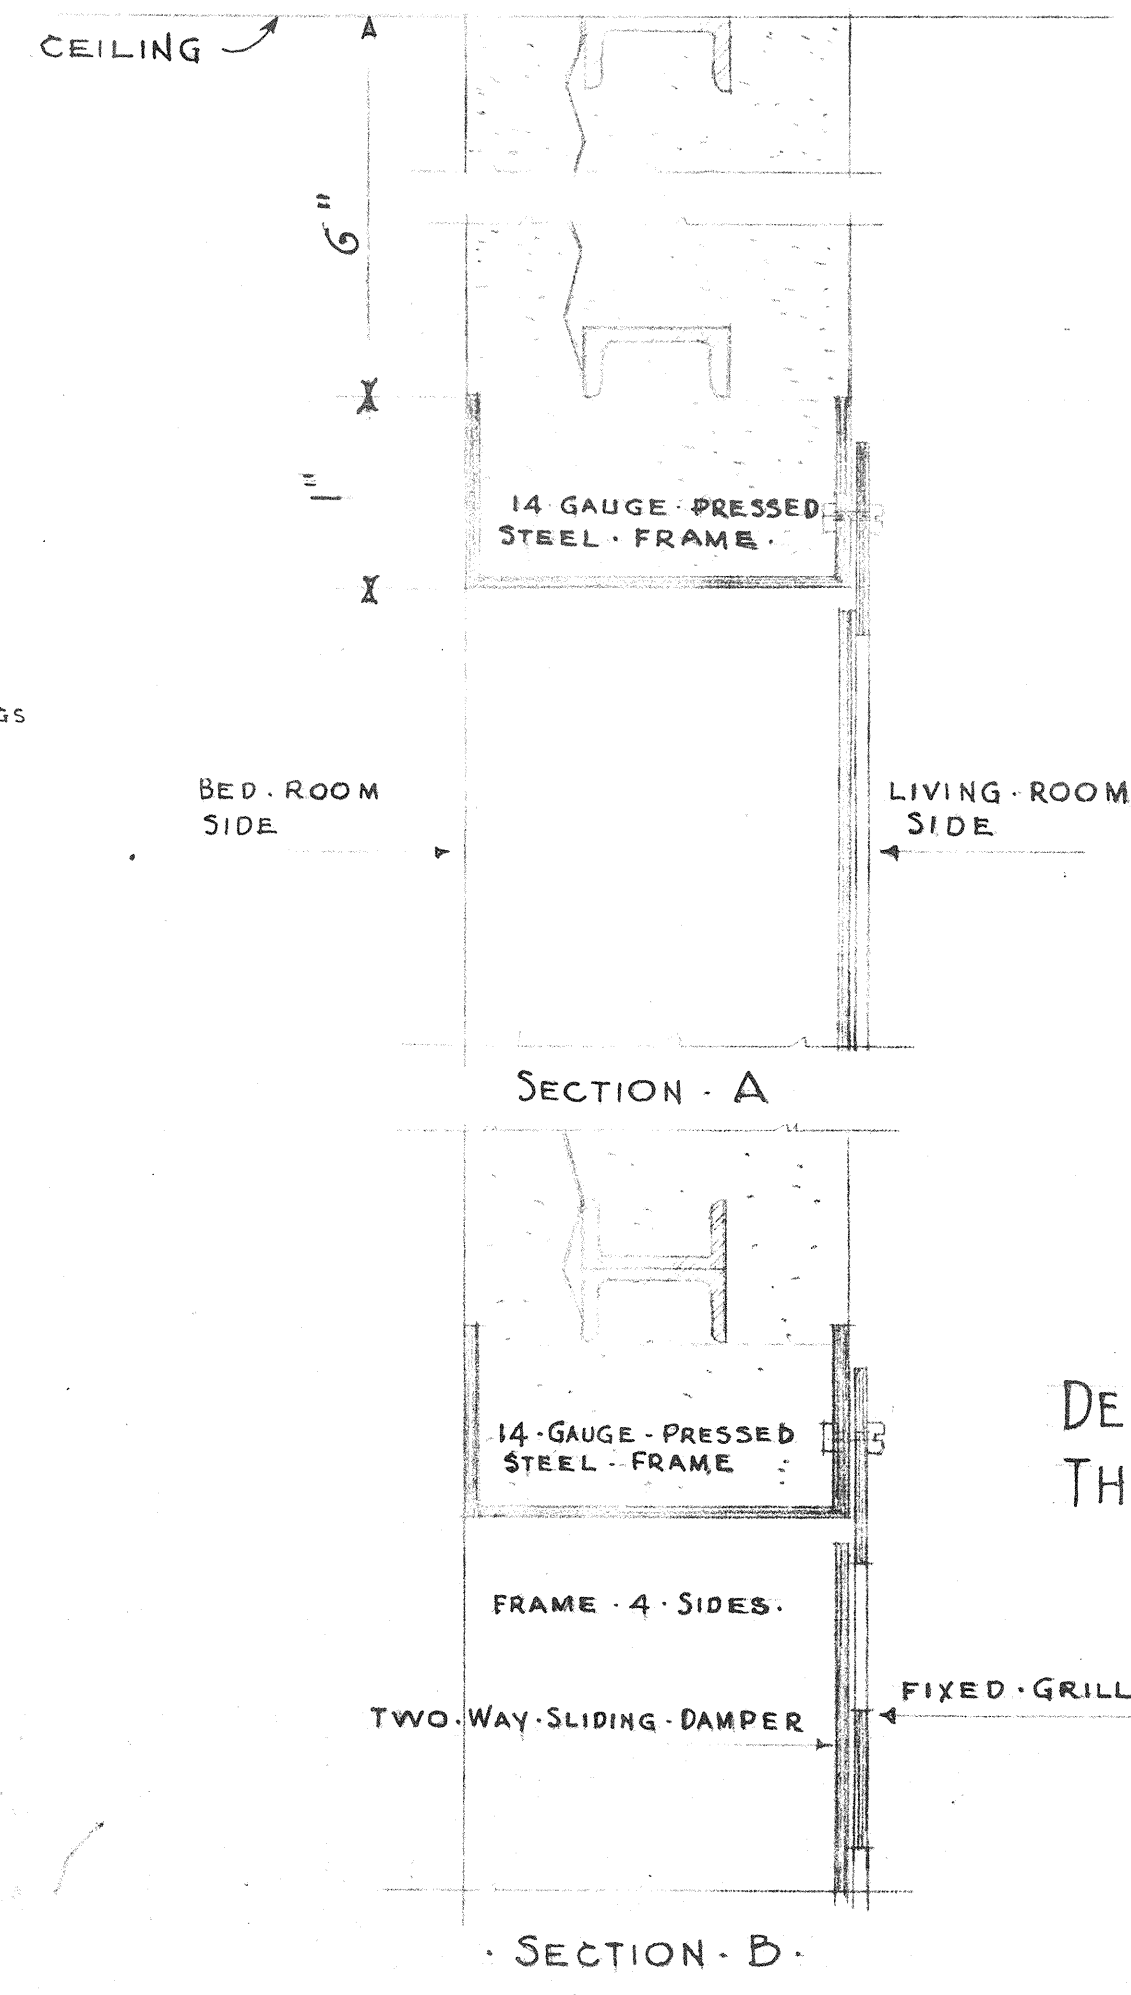 CEILING
6"
1"
14 GAUGE · PRESSED
STEEL · FRAME ·
GS
BED · ROOM
SIDE
LIVING · ROOM
SIDE
SECTION · A
14 · GAUGE - PRESSED
STEEL - FRAME
DE
TH
FRAME · 4 · SIDES ·
FIXED · GRILL
TWO · WAY · SLIDING · DAMPER
· SECTION · B ·